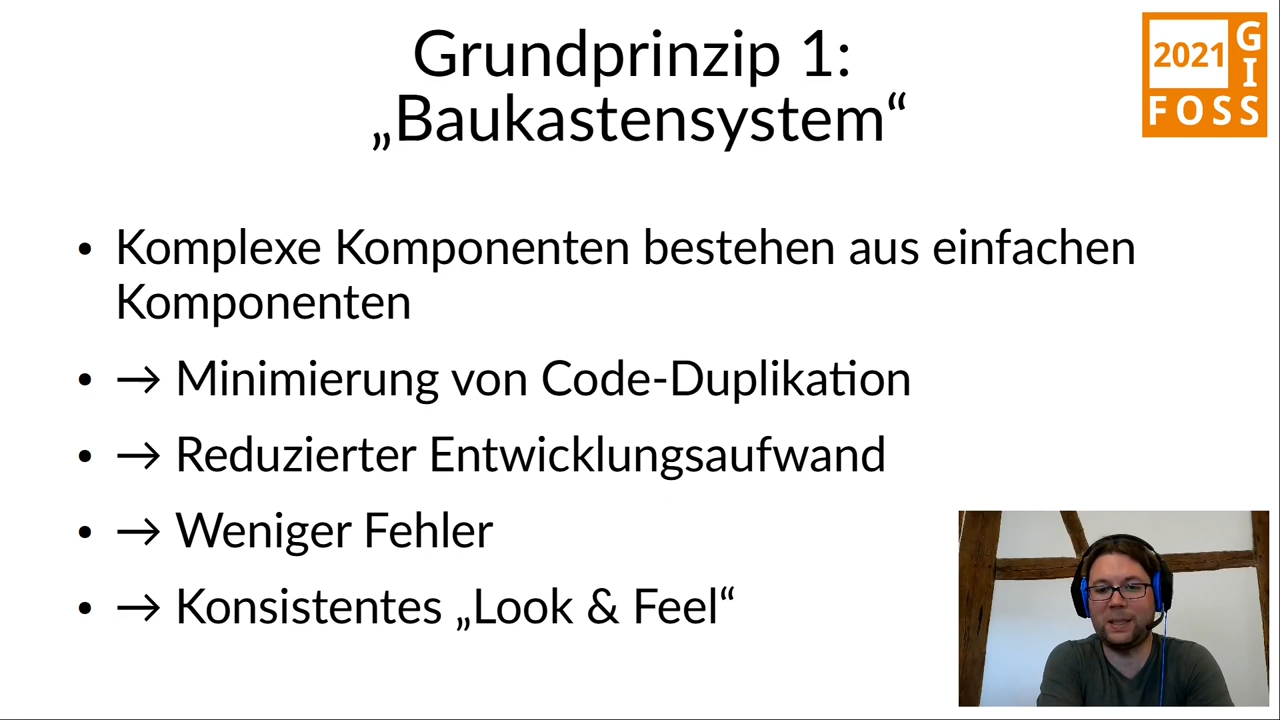 Grundprinzip 1:
„Baukastensystem“
2021
G
I
FOSS
• Komplexe Komponenten bestehen aus einfachen
Komponenten
• → Minimierung von Code-Duplikation
• → Reduzierter Entwicklungsaufwand
• → Weniger Fehler
• → Konsistentes „Look & Feel“